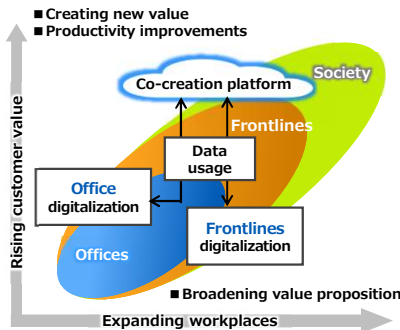 ■ Creating new value
■ Productivity improvements
Society
Co-creation platform
Frontlines
Data
usage
Office
digitalization
Frontlines
digitalization
Offices
Rising customer value
■ Broadening value proposition
Expanding workplaces